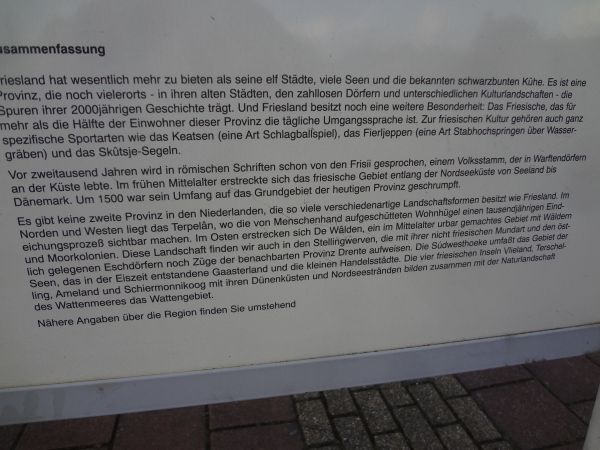 usammenfassung
riesland hat wesentlich mehr zu bieten als seine elf Städte, viele Seen und die bekannten schwarzbunten Kühe. Es ist eine
Provinz, die noch vielerorts - in ihren alten Städten, den zahllosen Dörfern und unterschiedlichen Kulturlandschaften - die
Spuren ihrer 2000jährigen Geschichte trägt. Und Friesland besitzt noch eine weitere Besonderheit: Das Friesische, das für
mehr als die Hälfte der Einwohner dieser Provinz die tägliche Umgangssprache ist. Zur friesischen Kultur gehören auch ganz
spezifische Sportarten wie das Keatsen (eine Art Schlagballspiel), das Fierljeppen (eine Art Stabhochspringen über Wasser-
gräben) und das Skûtsje-Segeln.
Vor zweitausend Jahren wird in römischen Schriften schon von den Frisii gesprochen, einem Volksstamm, der in Warftendörfern
an der Küste lebte. Im frühen Mittelalter erstreckte sich das friesische Gebiet entlang der Nordseeküste von Seeland bis
Dänemark. Um 1500 war sein Umfang auf das Grundgebiet der heutigen Provinz geschrumpft.
Es gibt keine zweite Provinz in den Niederlanden, die so viele verschiedenartige Landschaftsformen besitzt wie Friesland. Im
Norden und Westen liegt das Terpelân, wo die von Menschenhand aufgeschütteten Wohnhügel einen tausendjährigen Eind-
eichungsprozeß sichtbar machen. Im Osten erstrecken sich De Wâlden, ein im Mittelalter urbar gemachtes Gebiet mit Wäldern
und Moorkolonien. Diese Landschaft finden wir auch in den Stellingwerven, die mit ihrer nicht friesischen Mundart und den öst-
lich gelegenen Eschdörfern noch Züge der benachbarten Provinz Drente aufweisen. Die Südwesthoeke umfaßt das Gebiet der
Seen, das in der Eiszeit entstandene Gaasterland und die kleinen Handelsstädte. Die vier friesischen Inseln Vlieland, Terschel-
ling, Ameland und Schiermonnikoog mit ihren Dünenküsten und Nordseestränden bilden zusammen mit der Naturlandschaft
des Wattenmeeres das Wattengebiet.
Nähere Angaben über die Region finden Sie umstehend